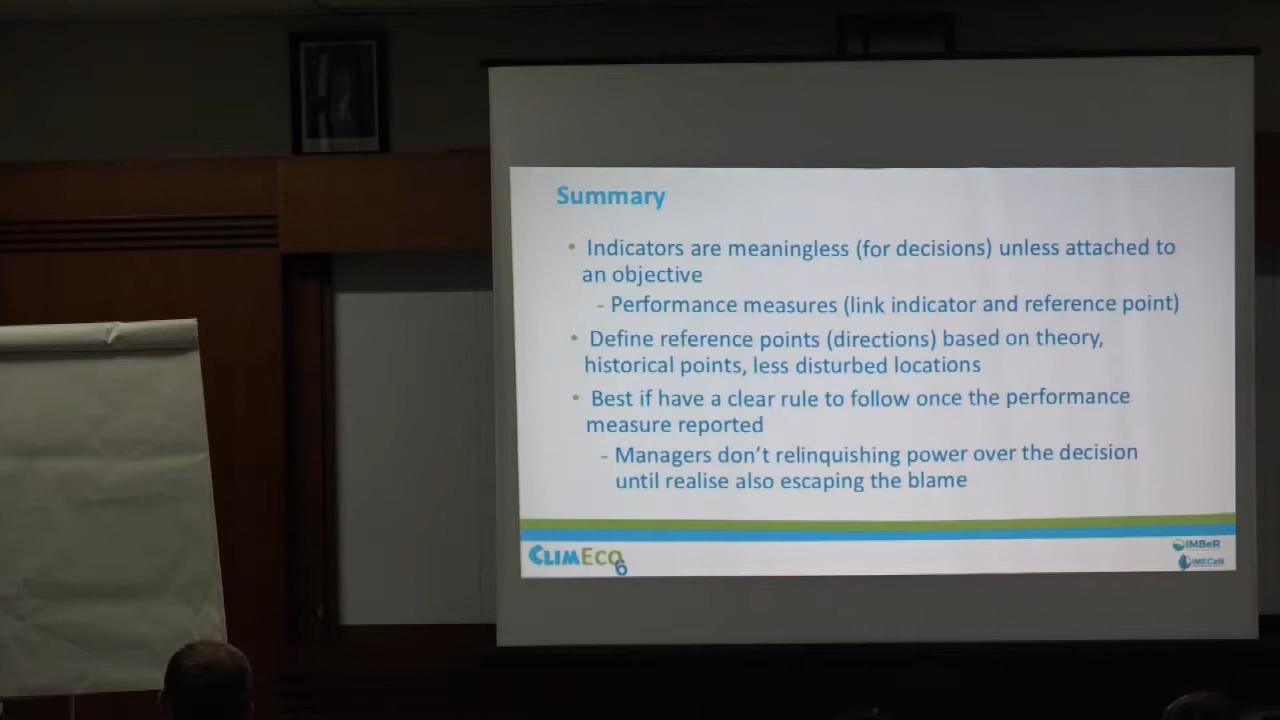 Summary
• Indicators are meaningless (for decisions) unless attached to
an objective
- Performance measures (link indicator and reference point)
• Define reference points (directions) based on theory,
historical points, less disturbed locations
• Best if have a clear rule to follow once the performance
measure reported
- Managers don't relinquishing power over the decision
until realise also escaping the blame
CLIMECO6
IMBeR
IMECaN